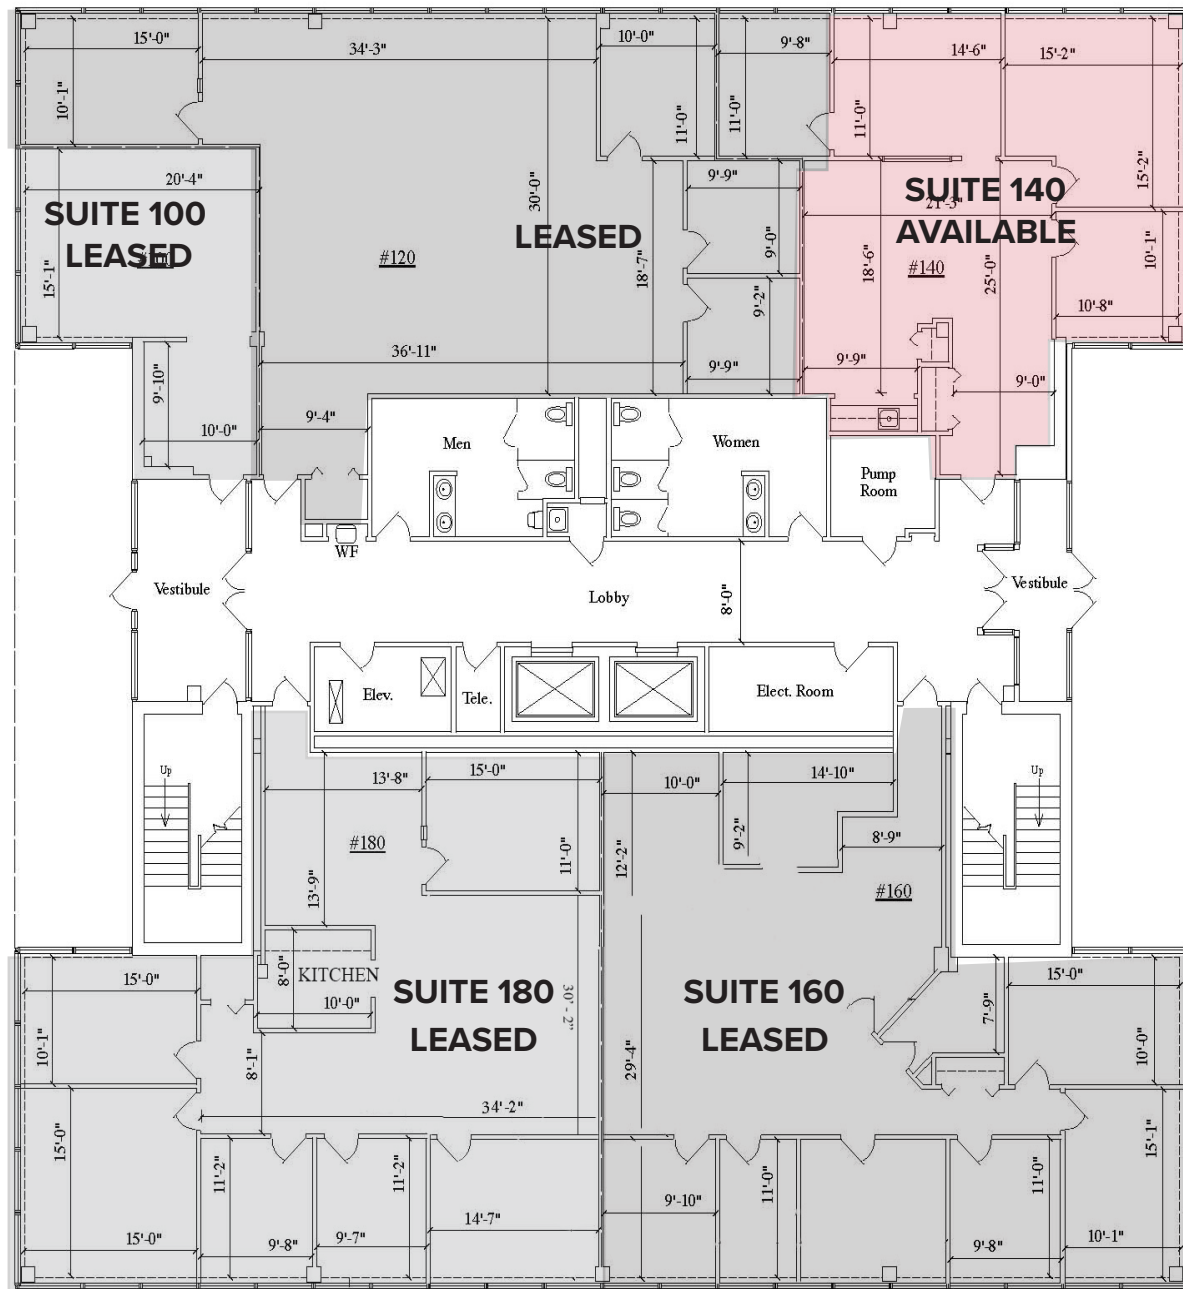 15'-0"
34'-3"
10'-0"
9'-8"
14'-6"
15'-2"
10'-1"
11'-0"
11'-0"
11'-0"
15'-2"
20'-4"
30'-0"
9'-9"
SUITE 100
LEASED
LEASED
SUITE 140
AVAILABLE
21'-3"
#120
#140
15'-1"
18'-7"
9'-0"
18'-6"
25'-0"
10'-1"
9'-2"
10'-8"
36'-11"
9'-9"
9'-9"
9'-0"
9'-10"
10'-0"
9'-4"
Men
Women
Pump
Room
WF
Vestibule
Lobby
8'-0"
Vestibule
Elev.
Tele.
Elect. Room
Up
13'-8"
15'-0"
10'-0"
14'-10"
Up
#180
11'-0"
12'-2"
9'-2"
8'-9"
13'-9"
#160
8'-0"
KITCHEN
10'-0"
15'-0"
SUITE 180
LEASED
30'-2"
SUITE 160
LEASED
7'-9"
15'-0"
10'-1"
8'-1"
29'-4"
10'-0"
34'-2"
15'-0"
11'-2"
11'-2"
11'-0"
11'-0"
15'-1"
14'-7"
9'-10"
15'-0"
9'-8"
9'-7"
9'-8"
10'-1"